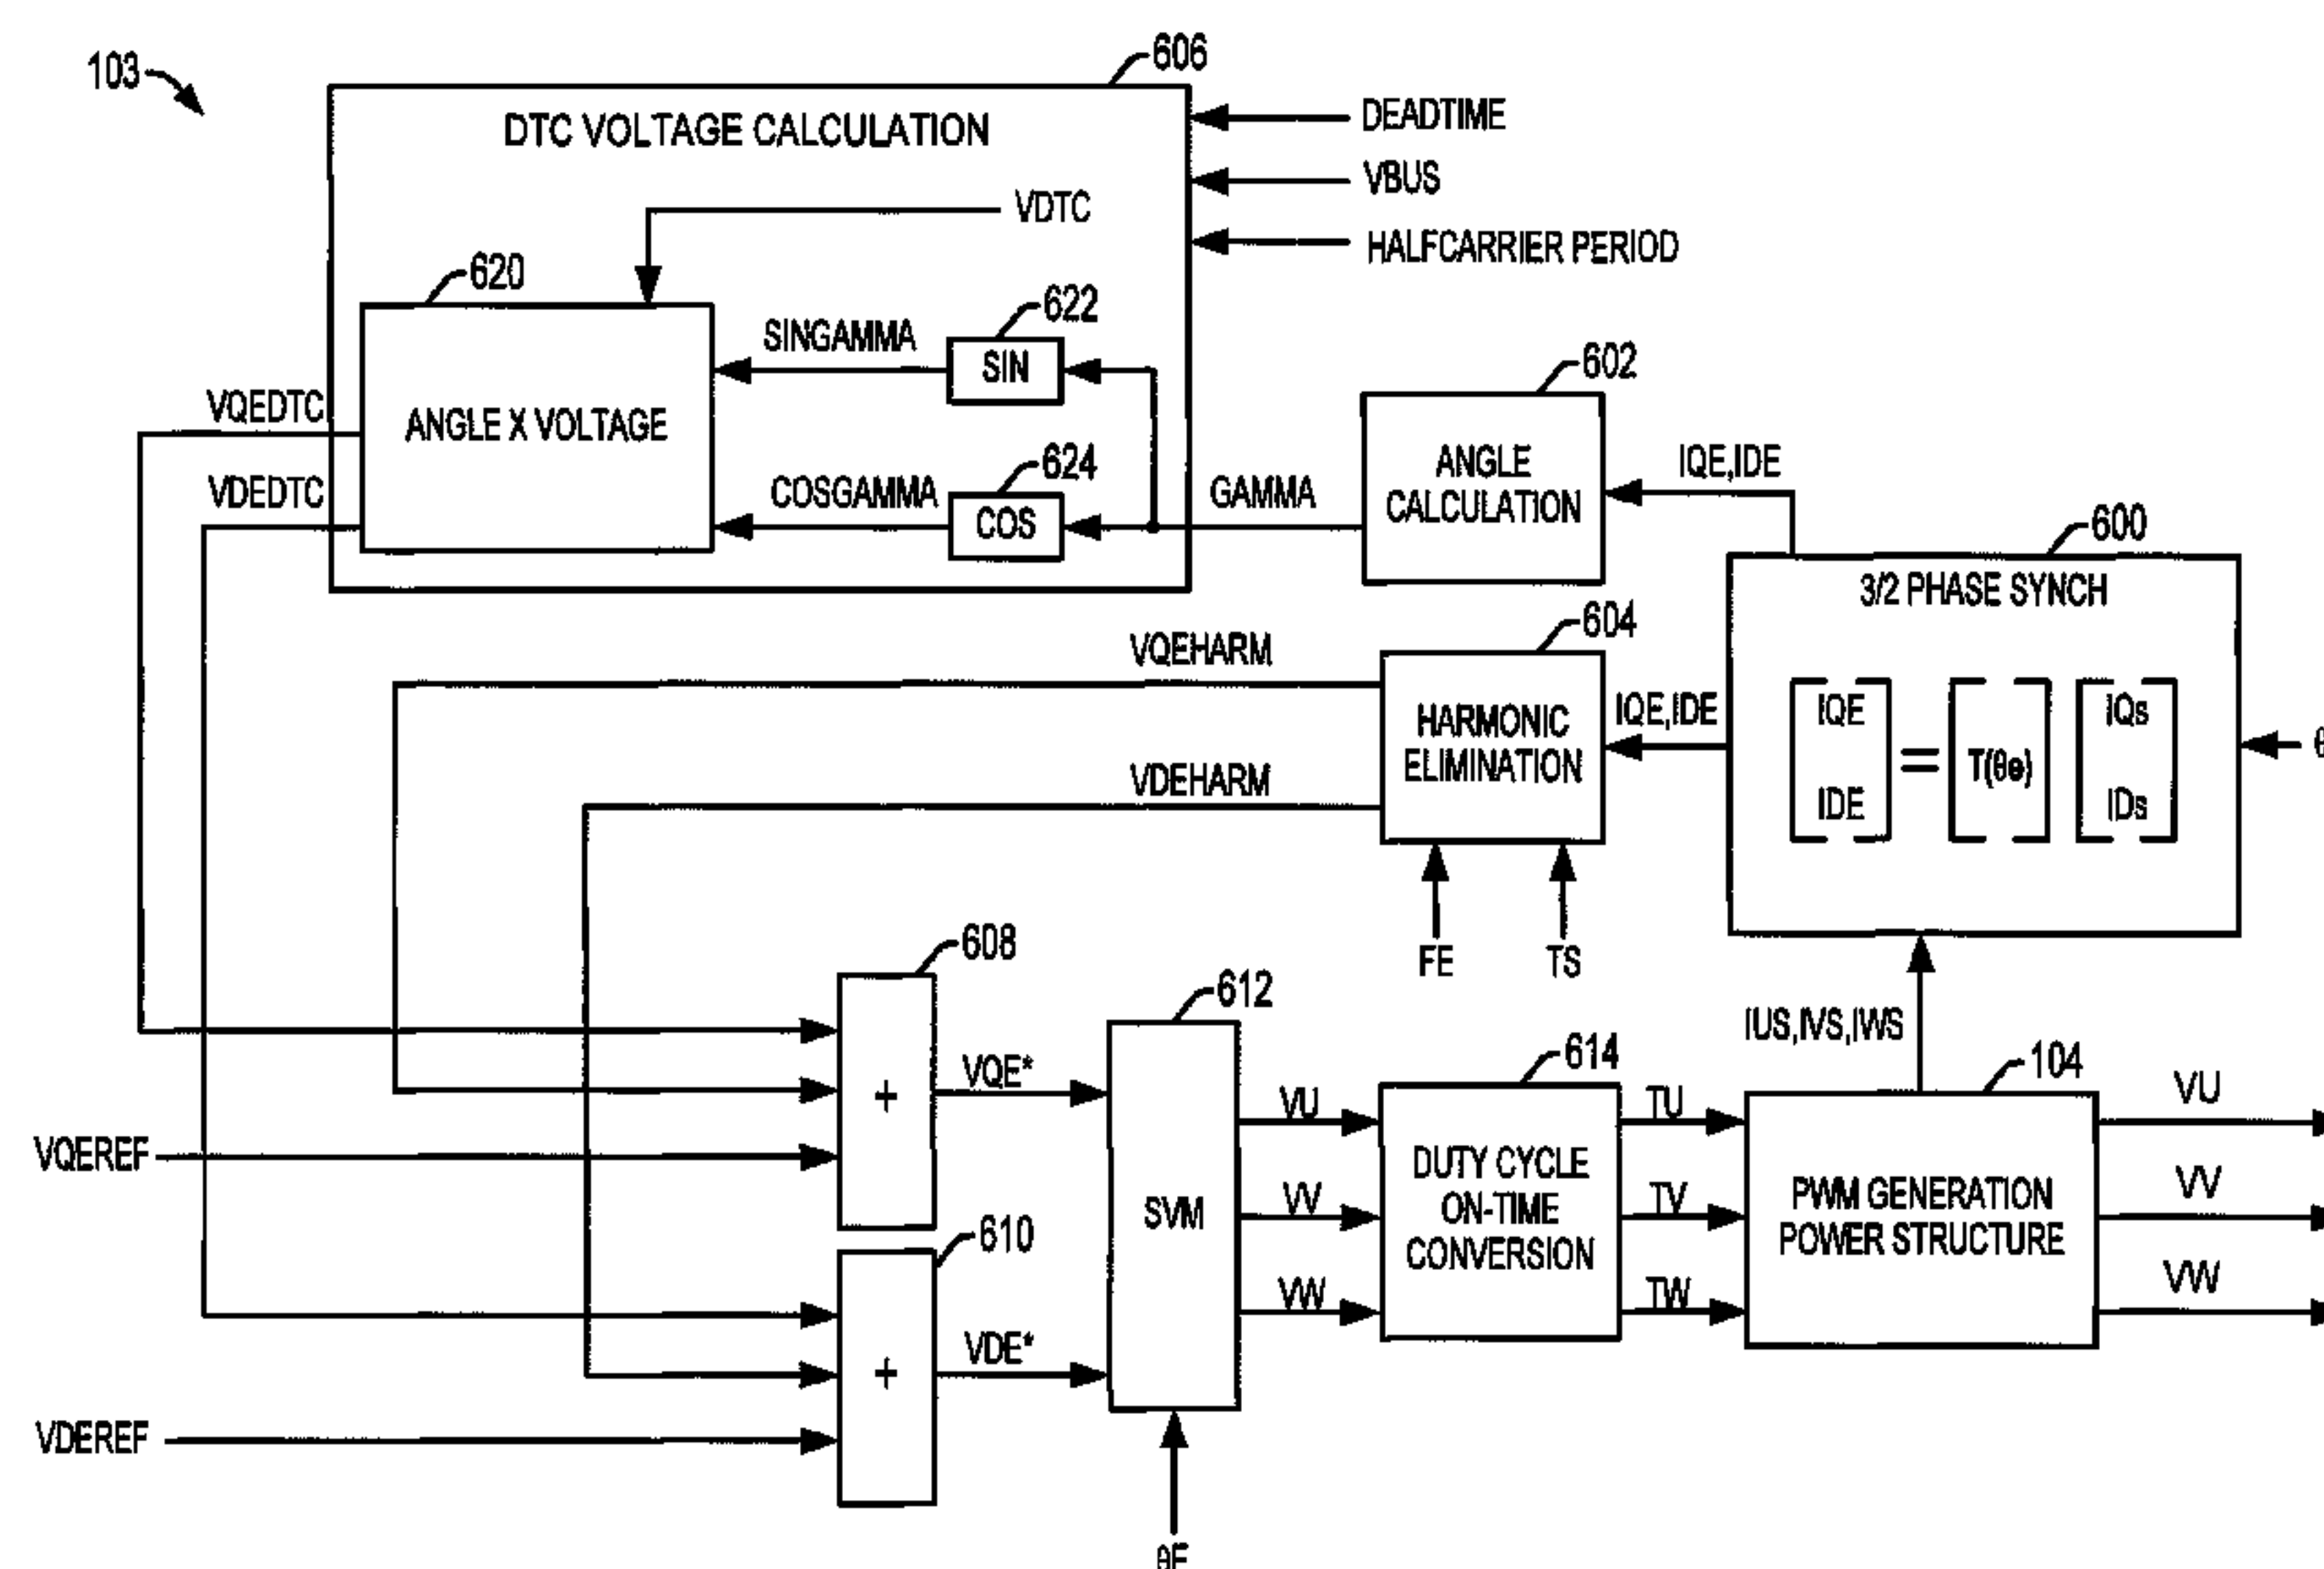 103
606
DTC VOLTAGE CALCULATION
DEADTIME
VBUS
HALFCARRIER PERIOD
VDTC
620
622
SINGAMMA
SIN
ANGLE X VOLTAGE
624
COSGAMMA
COS
VQEDTC
VDEDTC
GAMMA
602
ANGLE
CALCULATION
IQE,IDE
600
3/2 PHASE SYNCH
IQE
IDE
=
T(θe)
IQs
IDs
604
HARMONIC
ELIMINATION
IQE,IDE
VQEHARM
VDEHARM
FE
TS
608
+
VQE*
VQEREF
610
+
VDE*
VDEREF
612
SVM
θE
VU
VV
VW
614
DUTY CYCLE
ON-TIME
CONVERSION
TU
TV
TW
IUS,IVS,IWS
104
PWM GENERATION
POWER STRUCTURE
VU
VV
VW